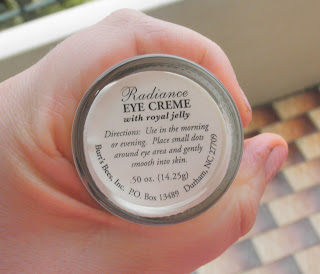 Radiance
EYE CREME
with royal jelly
Directions: Use in the morning
or evening. Place small dots
around eye area and gently
smooth into skin.
.50 oz. (14.25g)
Burt's Bees, Inc. P.O. Box 13489 Durham, NC 27709